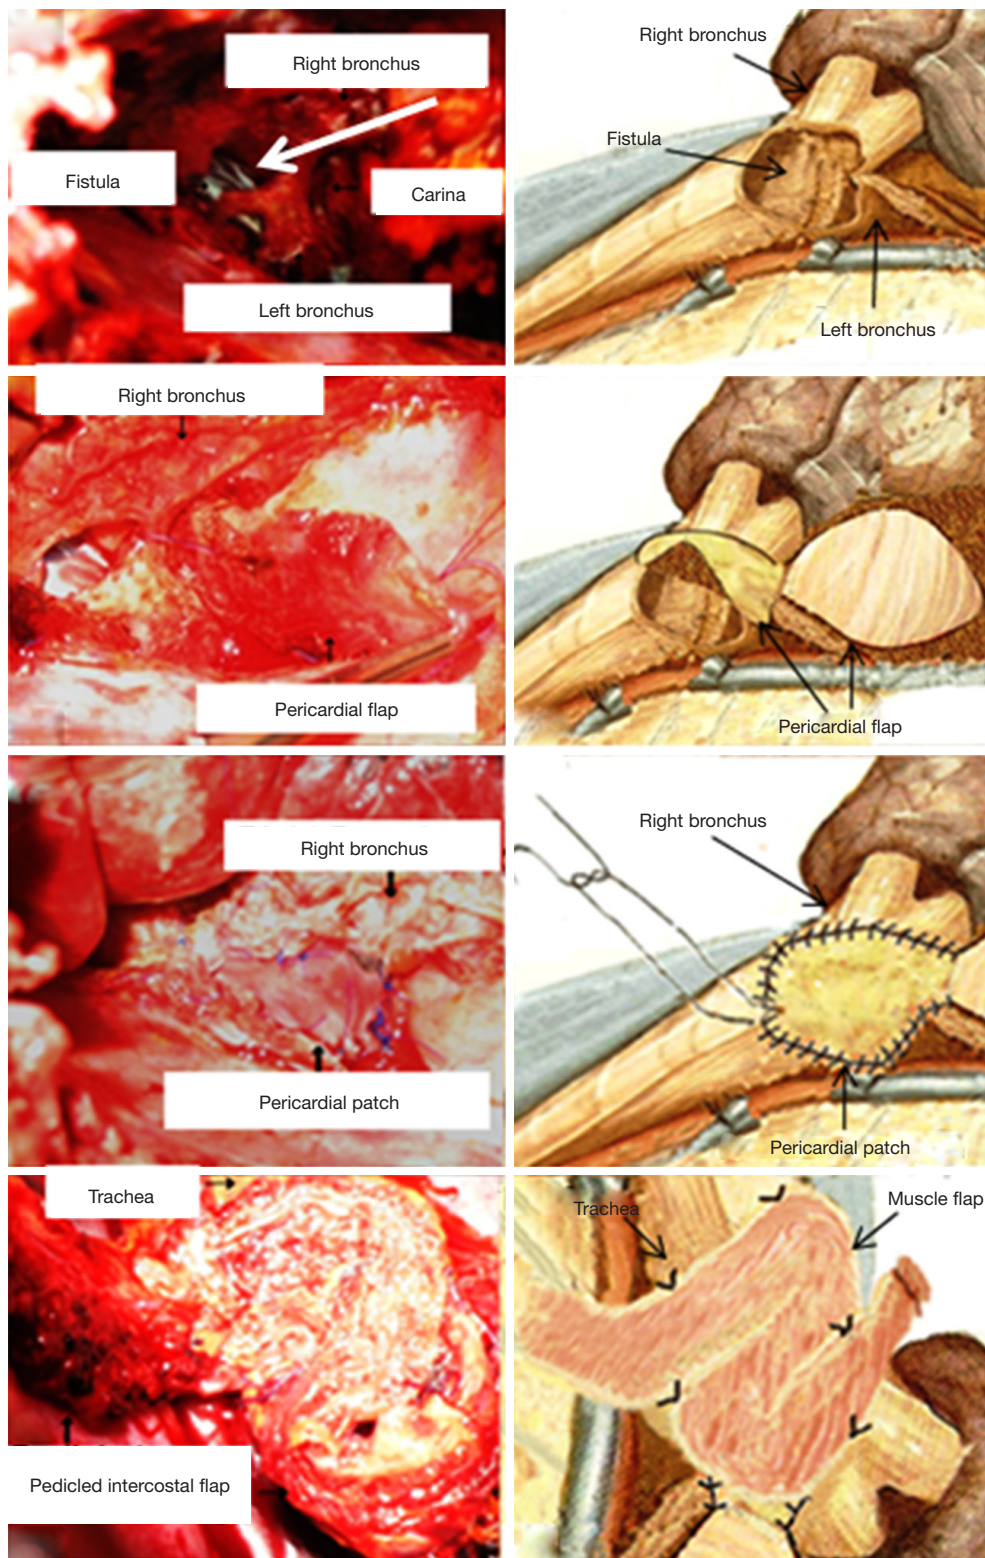 Right bronchus
Fistula
Carina
Left bronchus
Right bronchus
Fistula
Left bronchus
Right bronchus
Pericardial flap
Pericardial flap
Right bronchus
Pericardial patch
Right bronchus
Pericardial patch
Trachea
Pedicled intercostal flap
Trachea
Muscle flap